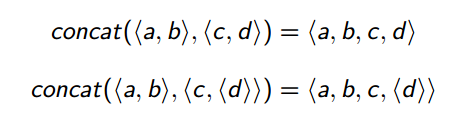 concat(⟨a, b⟩, ⟨c, d⟩) = ⟨a, b, c, d⟩
concat(⟨a, b⟩, ⟨c, ⟨d⟩⟩) = ⟨a, b, c, ⟨d⟩⟩